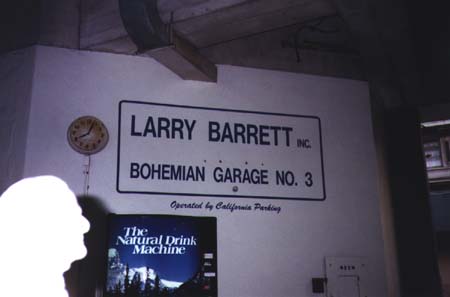 LARRY BARRETT INC.
BOHEMIAN GARAGE NO. 3
Operated by California Parking
The
Natural Drink
Machine